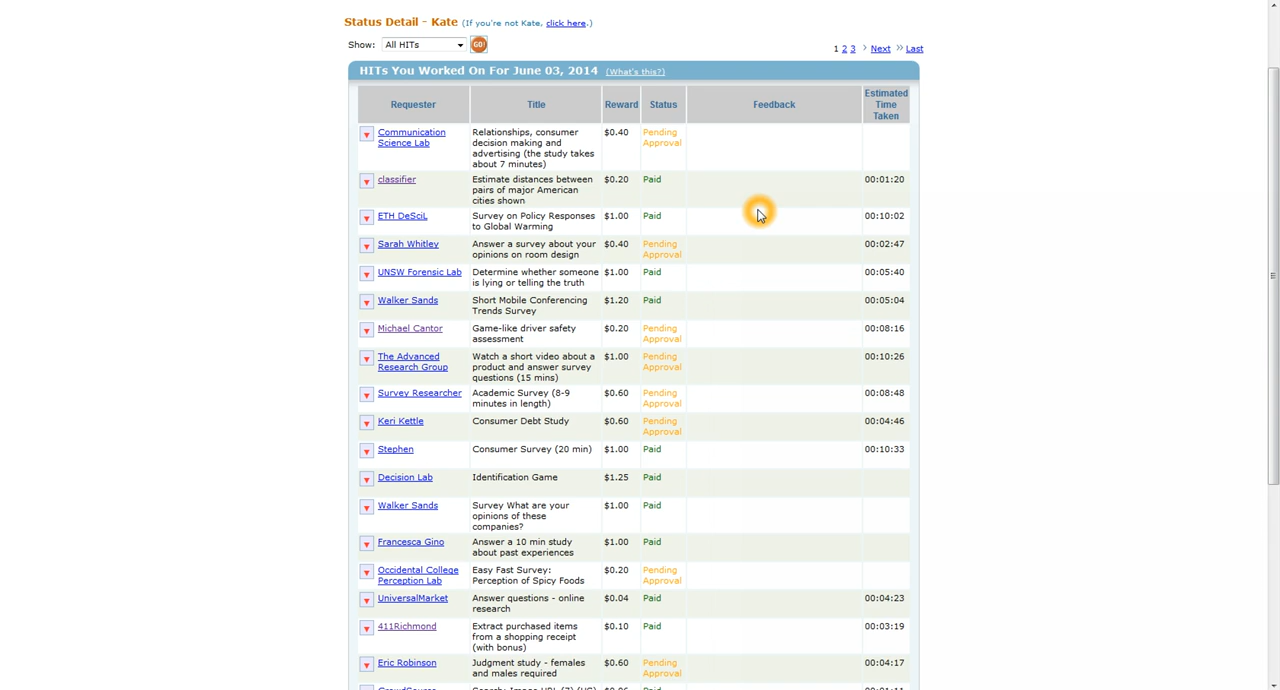 Status Detail - Kate (If you're not Kate, click here.)
Show: All HITs GO!
1 2 3 > Next >> Last
HITs You Worked On For June 03, 2014 (What's this?)
Requester Title Reward Status Feedback Estimated Time Taken
Communication Science Lab Relationships, consumer decision making and advertising (the study takes about 7 minutes) $0.40 Pending Approval
classifier Estimate distances between pairs of major American cities shown $0.20 Paid 00:01:20
ETH DeSciL Survey on Policy Responses to Global Warming $1.00 Paid 00:10:02
Sarah Whitley Answer a survey about your opinions on room design $0.40 Pending Approval 00:02:47
UNSW Forensic Lab Determine whether someone is lying or telling the truth $1.00 Paid 00:05:40
Walker Sands Short Mobile Conferencing Trends Survey $1.20 Paid 00:05:04
Michael Cantor Game-like driver safety assessment $0.20 Pending Approval 00:08:16
The Advanced Research Group Watch a short video about a product and answer survey questions (15 mins) $1.00 Pending Approval 00:10:26
Survey Researcher Academic Survey (8-9 minutes in length) $0.60 Pending Approval 00:08:48
Keri Kettle Consumer Debt Study $0.60 Pending Approval 00:04:46
Stephen Consumer Survey (20 min) $1.00 Paid 00:10:33
Decision Lab Identification Game $1.25 Paid
Walker Sands Survey What are your opinions of these companies? $1.00 Paid
Francesca Gino Answer a 10 min study about past experiences $1.00 Paid
Occidental College Perception Lab Easy Fast Survey: Perception of Spicy Foods $0.20 Pending Approval
UniversalMarket Answer questions - online research $0.04 Paid 00:04:23
411Richmond Extract purchased items from a shopping receipt (with bonus) $0.10 Paid 00:03:19
Eric Robinson Judgment study - females and males required $0.60 Pending Approval 00:04:17